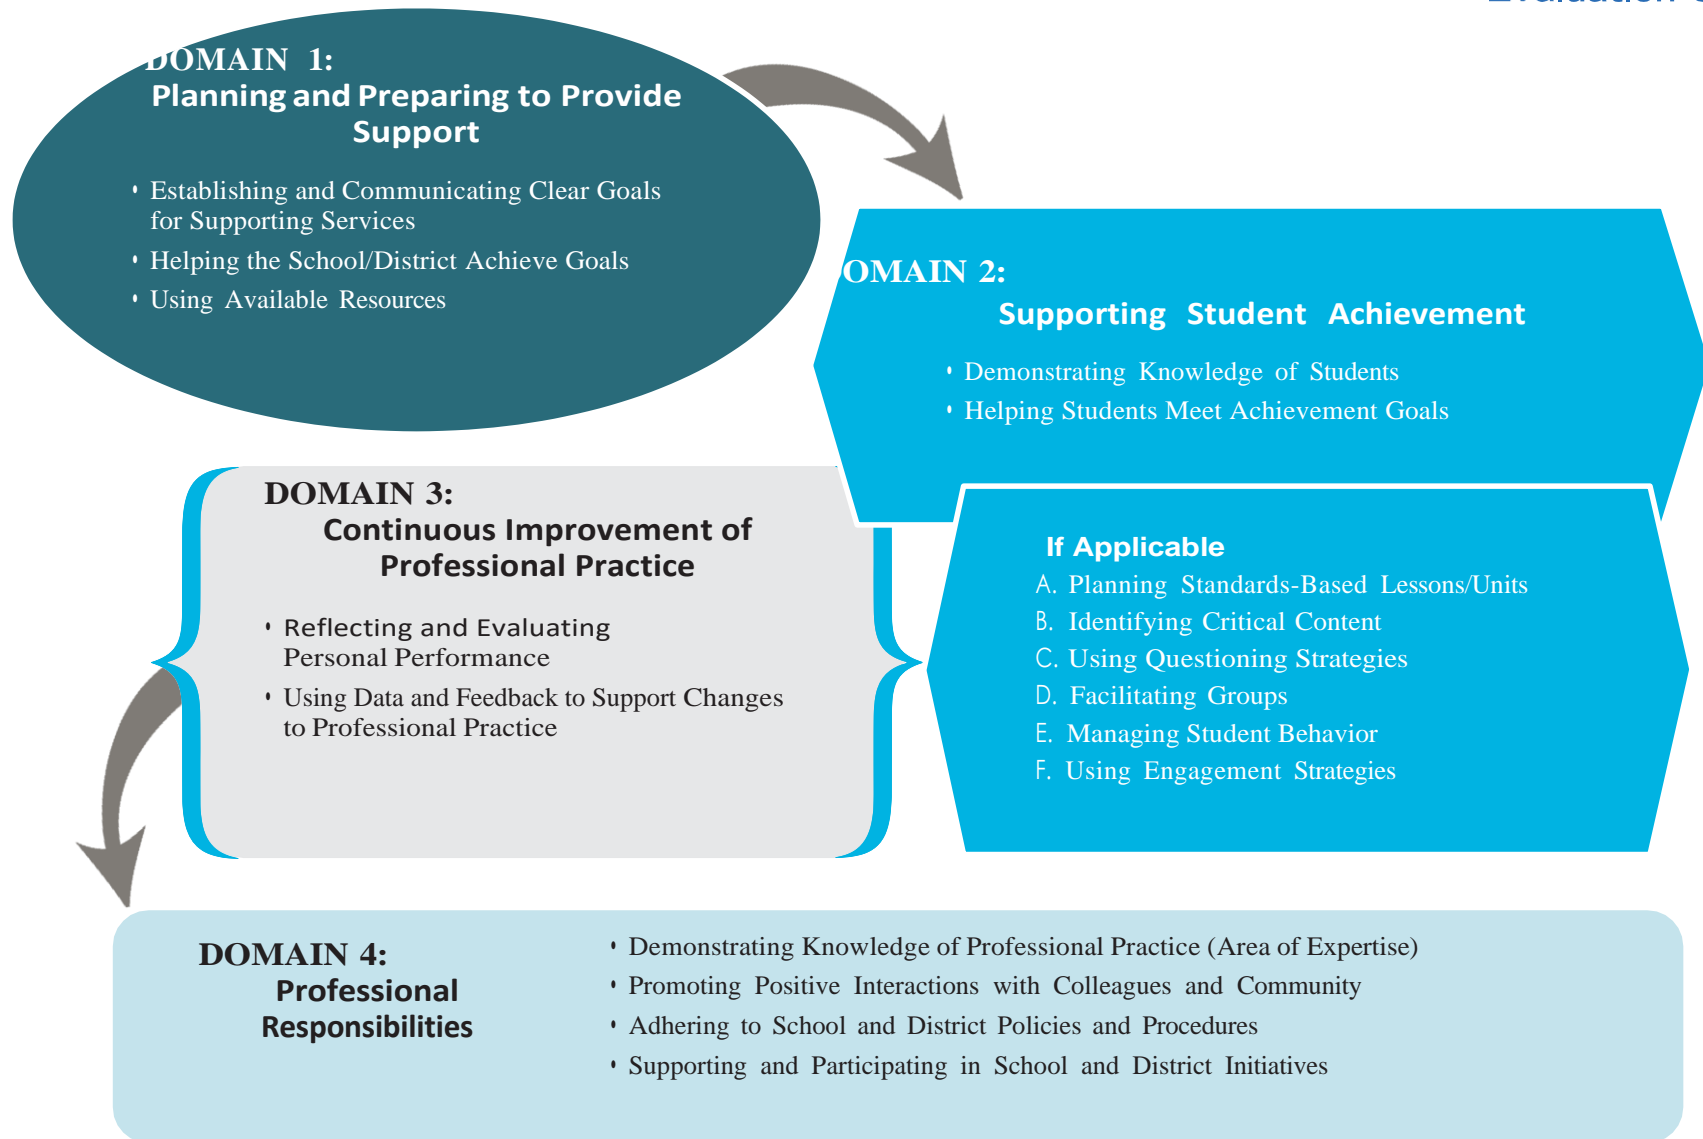 DOMAIN 1:
Planning and Preparing to Provide
Support
• Establishing and Communicating Clear Goals
for Supporting Services
• Helping the School/District Achieve Goals
• Using Available Resources
OMAIN 2:
Supporting Student Achievement
• Demonstrating Knowledge of Students
• Helping Students Meet Achievement Goals
DOMAIN 3:
Continuous Improvement of
Professional Practice
• Reflecting and Evaluating
Personal Performance
• Using Data and Feedback to Support Changes
to Professional Practice
If Applicable
A. Planning Standards-Based Lessons/Units
B. Identifying Critical Content
C. Using Questioning Strategies
D. Facilitating Groups
E. Managing Student Behavior
F. Using Engagement Strategies
DOMAIN 4:
Professional
Responsibilities
• Demonstrating Knowledge of Professional Practice (Area of Expertise)
• Promoting Positive Interactions with Colleagues and Community
• Adhering to School and District Policies and Procedures
• Supporting and Participating in School and District Initiatives